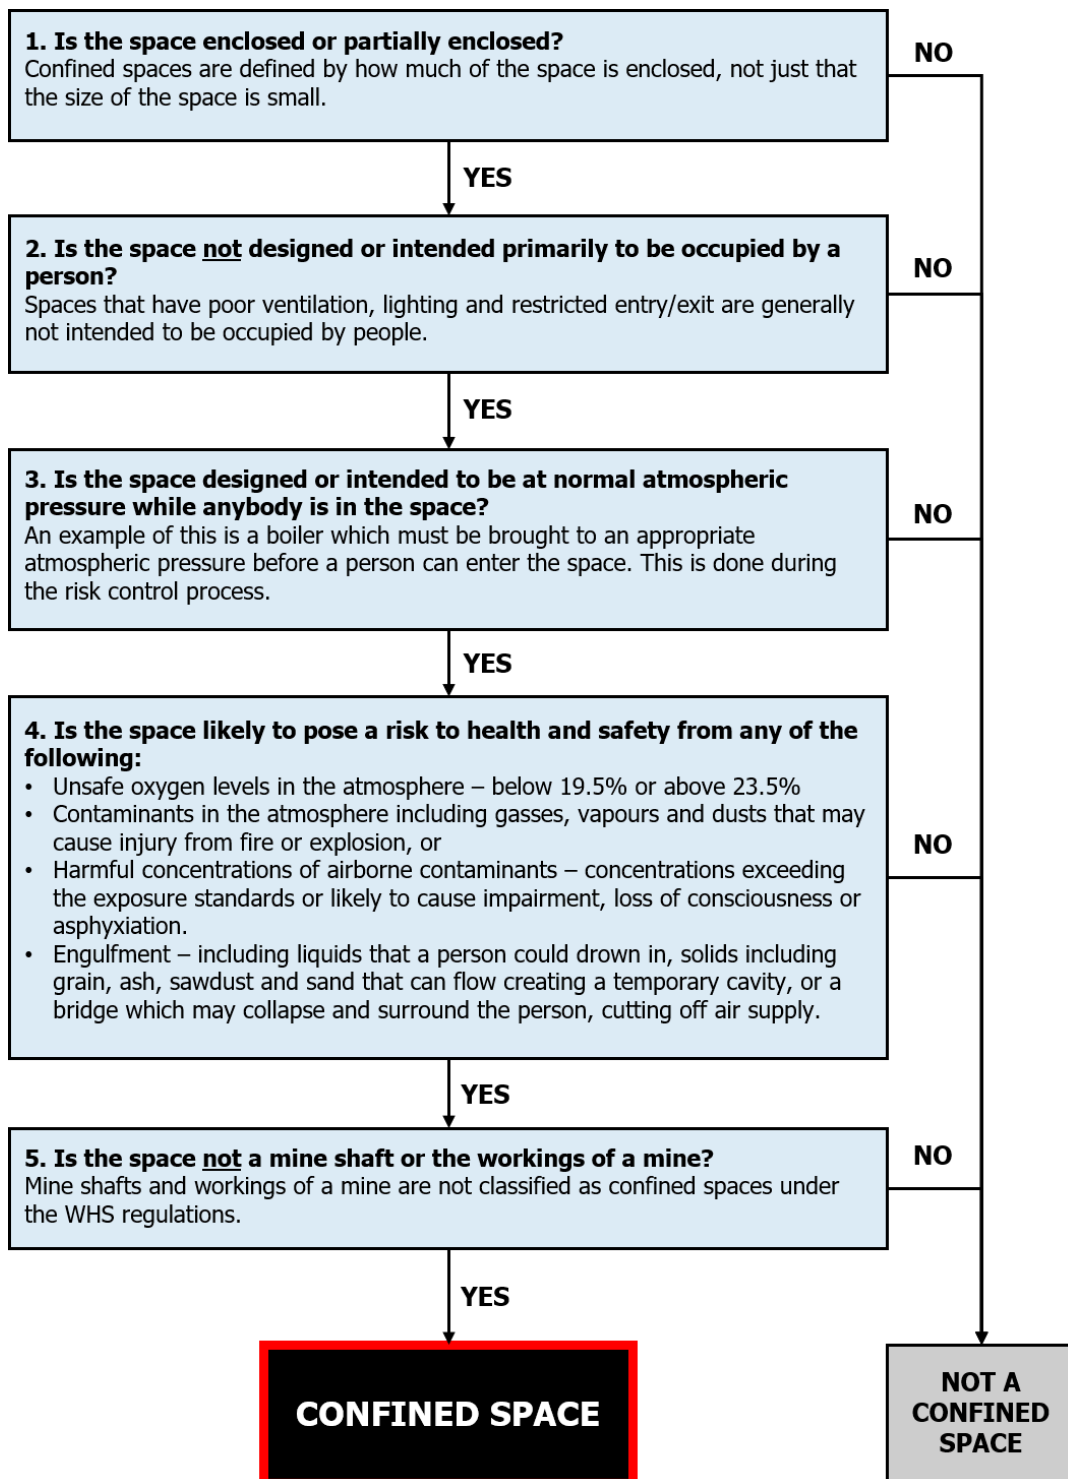 1. Is the space enclosed or partially enclosed?
Confined spaces are defined by how much of the space is enclosed, not just that
the size of the space is small.
NO
YES
2. Is the space not designed or intended primarily to be occupied by a
person?
Spaces that have poor ventilation, lighting and restricted entry/exit are generally
not intended to be occupied by people.
NO
YES
3. Is the space designed or intended to be at normal atmospheric
pressure while anybody is in the space?
An example of this is a boiler which must be brought to an appropriate
atmospheric pressure before a person can enter the space. This is done during
the risk control process.
NO
YES
4. Is the space likely to pose a risk to health and safety from any of the
following:
• Unsafe oxygen levels in the atmosphere – below 19.5% or above 23.5%
• Contaminants in the atmosphere including gasses, vapours and dusts that may
cause injury from fire or explosion, or
• Harmful concentrations of airborne contaminants – concentrations exceeding
the exposure standards or likely to cause impairment, loss of consciousness or
asphyxiation.
• Engulfment – including liquids that a person could drown in, solids including
grain, ash, sawdust and sand that can flow creating a temporary cavity, or a
bridge which may collapse and surround the person, cutting off air supply.
NO
YES
5. Is the space not a mine shaft or the workings of a mine?
Mine shafts and workings of a mine are not classified as confined spaces under
the WHS regulations.
NO
YES
CONFINED SPACE
NOT A
CONFINED
SPACE